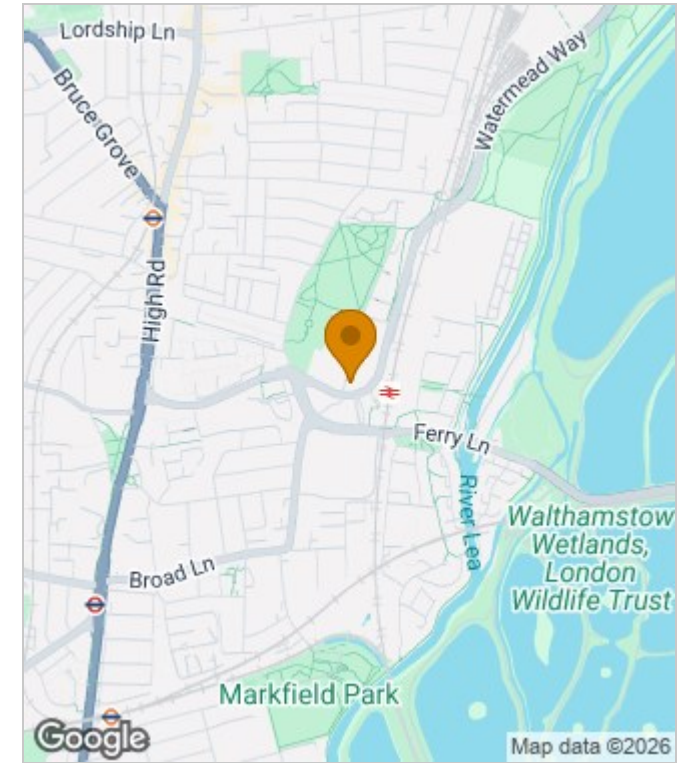 Lordship Ln
Bruce Grove
Watermead Way
High Rd
Ferry Ln
River Lea
Walthamstow
Wetlands,
London
Wildlife Trust
Broad Ln
Markfield Park
Google
Map data ©2026